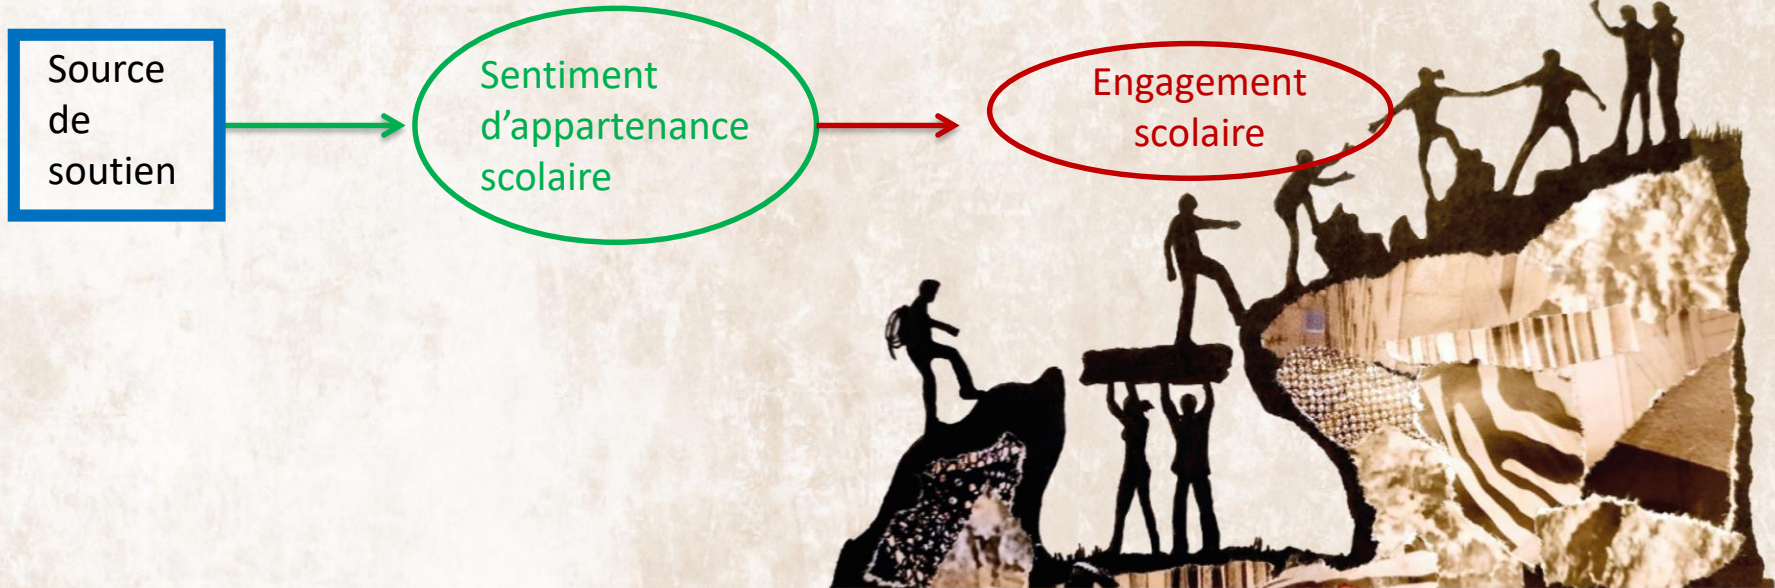 Source
de
soutien
Sentiment
d’appartenance
scolaire
Engagement
scolaire